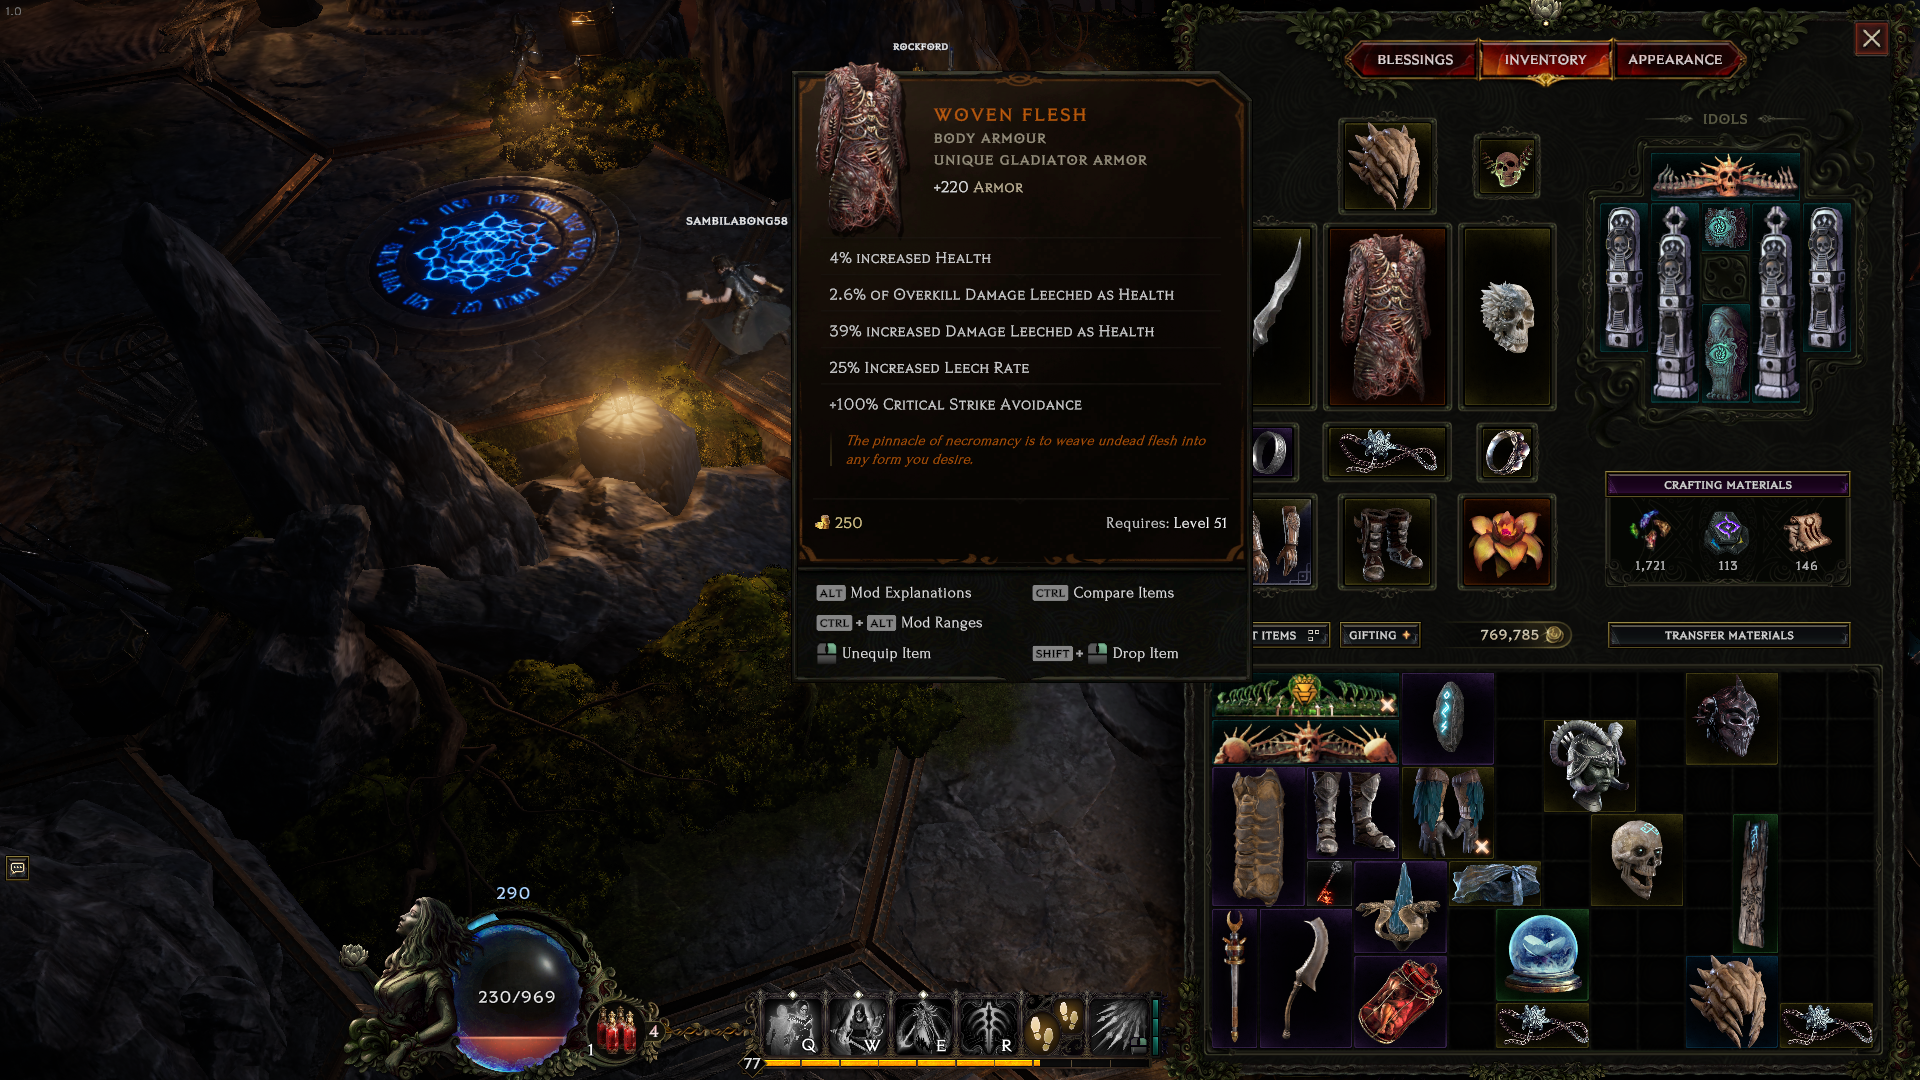 1.0
ROCKFORD
SAMBILABONG58
WOVEN FLESH
BODY ARMOUR
UNIQUE GLADIATOR ARMOR
+220 ARMOR
4% INCREASED HEALTH
2.6% OF OVERKILL DAMAGE LEECHED AS HEALTH
39% INCREASED DAMAGE LEECHED AS HEALTH
25% INCREASED LEECH RATE
+100% CRITICAL STRIKE AVOIDANCE
The pinnacle of necromancy is to weave undead flesh into
any form you desire.
250
Requires: Level 51
ALT Mod Explanations
CTRL Compare Items
CTRL + ALT Mod Ranges
Unequip Item
SHIFT + Drop Item
BLESSINGS
INVENTORY
APPEARANCE
IDOLS
CRAFTING MATERIALS
1,721
113
146
T ITEMS
GIFTING
769,785
TRANSFER MATERIALS
290
230/969
1
4
Q
W
E
R
77